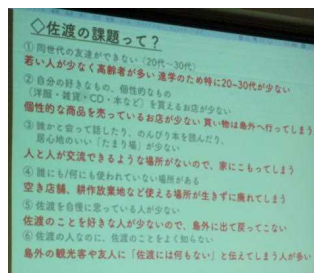 ◇佐渡の課題って？
① 同世代の友達ができない（20代～30代）
若い人が少なく高齢者が多い 進学のため特に20-30代が少ない
② 自分の好きなもの、個性的なもの
（洋服・雑貨・CD・本など）を買えるお店が少ない
個性的な商品を売っているお店が少ない 買い物は島外へ行ってしまう
③ 誰かと会って話したり、のんびり本を読んだり、
居心地のいい「たまり場」が少ない
人と人が交流できるような場所がないので、家にこもってしまう
④ 誰にも/何にも使われていない場所がある
空き店舗、耕作放棄地など使える場所が生きずに廃れてしまう
⑤ 佐渡を自慢に思っている人が少ない
佐渡のことを好きな人が少ないので、島外に出て戻ってこない
⑥ 佐渡の人なのに、佐渡のことをよく知らない
島外の観光客や友人に「佐渡には何もない」と伝えてしまう人が多い